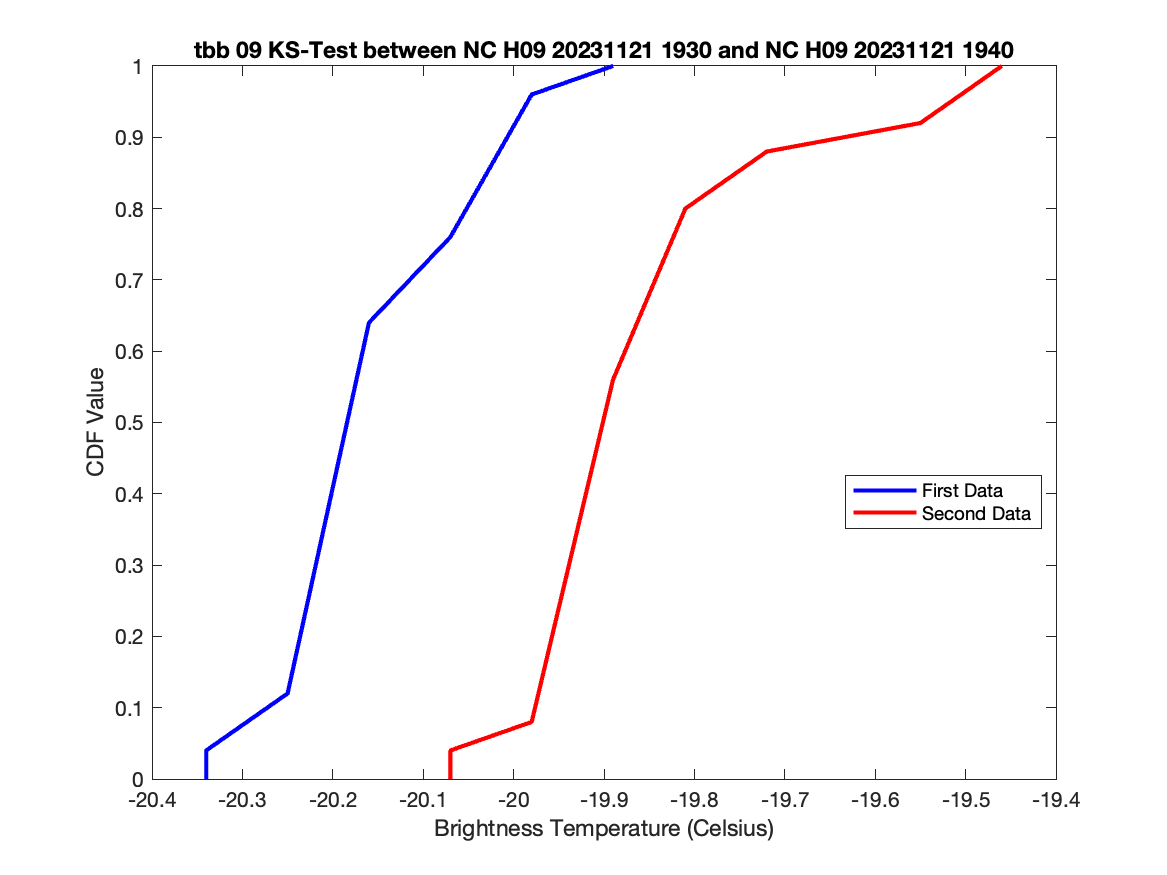 tbb 09 KS-Test between NC H09 20231121 1930 and NC H09 20231121 1940
1
0.9
0.8
0.7
0.6
0.5
0.4
0.3
0.2
0.1
0
CDF Value
First Data
Second Data
-20.4 -20.3 -20.2 -20.1 -20 -19.9 -19.8 -19.7 -19.6 -19.5 -19.4
Brightness Temperature (Celsius)